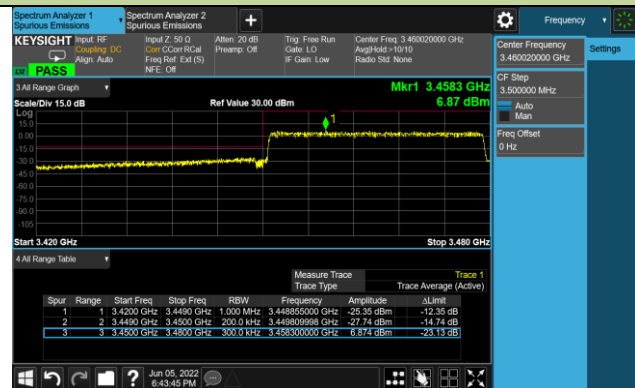 Spectrum Analyzer 1
Spurious Emissions
Spectrum Analyzer 2
Spurious Emissions
+
Frequency
KEYSIGHT
Input: RF
Coupling: DC
Align: Auto
Input Z: 50 Ω
Corr CCorr RCal
Freq Ref: Ext (S)
NFE: Off
Atten: 20 dB
Preamp: Off
Trig: Free Run
Gate: LO
IF Gain: Low
Center Freq: 3.460020000 GHz
Avg|Hold:>10/10
Radio Std: None
PASS
Center Frequency
3.460020000 GHz
Settings
CF Step
3.500000 MHz
Auto
Man
Freq Offset
0 Hz
3 All Range Graph
Scale/Div 15.0 dB
Ref Value 30.00 dBm
Mkr1 3.4583 GHz
6.87 dBm
Log
15.0
0.00
-15.0
-30.0
-45.0
-60.0
-75.0
-90.0
-105
1
Start 3.420 GHz
Stop 3.480 GHz
4 All Range Table
Measure Trace Trace 1
Trace Type Trace Average (Active)
Spur Range Start Freq Stop Freq RBW Frequency Amplitude ΔLimit
1 1 3.4200 GHz 3.4490 GHz 1.000 MHz 3.448855000 GHz -25.35 dBm -12.35 dB
2 2 3.4490 GHz 3.4500 GHz 200.0 kHz 3.449809998 GHz -27.74 dBm -14.74 dB
3 3 3.4500 GHz 3.4800 GHz 300.0 kHz 3.458300000 GHz 6.874 dBm -23.13 dB
?
Jun 05, 2022
6:43:45 PM